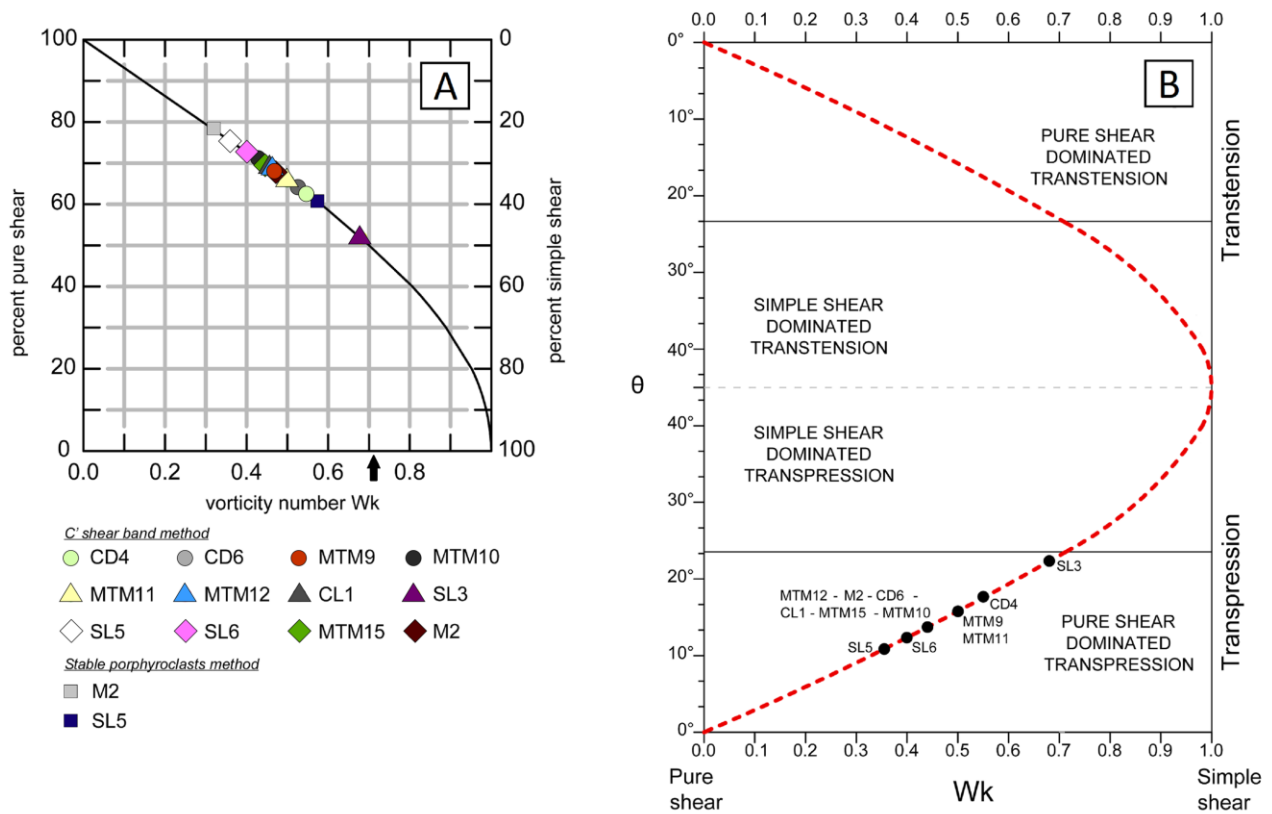 A
100
80
60
40
20
0
percent pure shear
0
20
40
60
80
100
percent simple shear
0.0
0.2
0.4
0.6
0.8
vorticity number Wk
C' shear band method
CD4 CD6 MTM9 MTM10
MTM11 MTM12 CL1 SL3
SL5 SL6 MTM15 M2
Stable porphyroclasts method
M2
SL5
B
0.0 0.1 0.2 0.3 0.4 0.5 0.6 0.7 0.8 0.9 1.0
0°
10°
20°
30°
40°
θ
40°
30°
20°
10°
0°
PURE SHEAR
DOMINATED
TRANSTENSION
SIMPLE SHEAR
DOMINATED
TRANSTENSION
SIMPLE SHEAR
DOMINATED
TRANSPRESSION
PURE SHEAR
DOMINATED
TRANSPRESSION
Transtension
Transpression
SL3
MTM12 - M2 - CD6 -
CL1 - MTM15 - MTM10
CD4
MTM9
MTM11
SL5
SL6
0.0 0.1 0.2 0.3 0.4 0.5 0.6 0.7 0.8 0.9 1.0
Pure
shear
Wk
Simple
shear